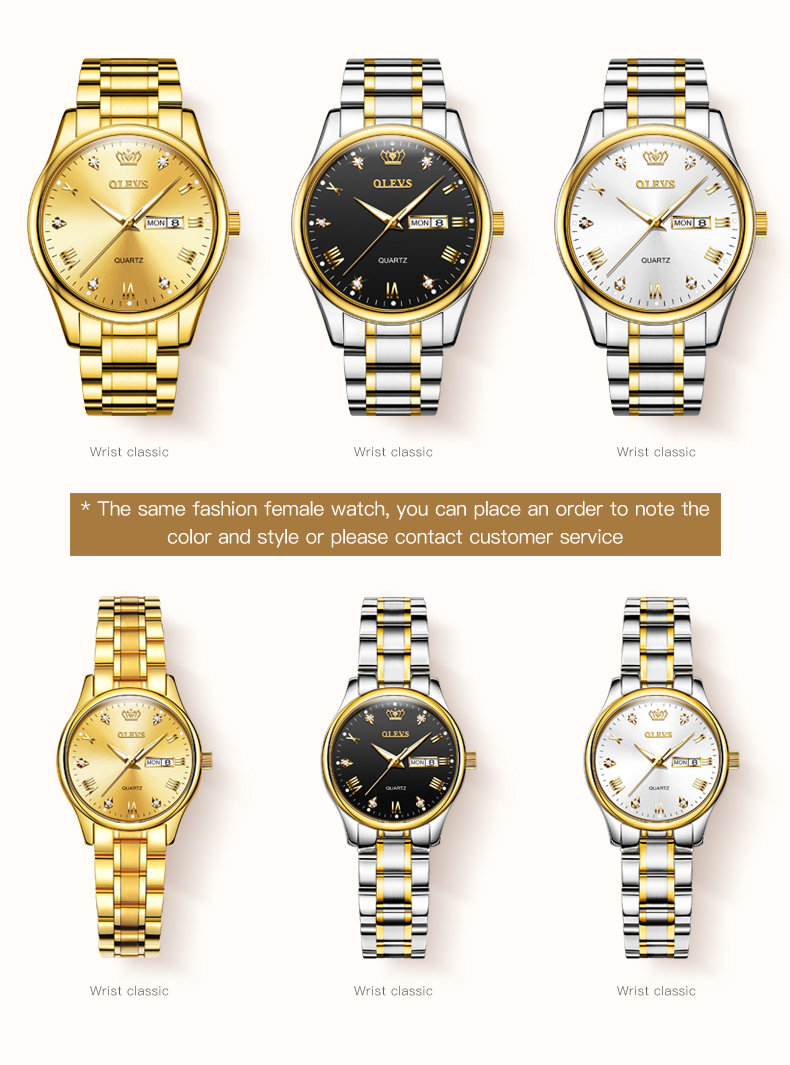 OLEVS
MON 8
QUARTZ
OLEVS
MON 8
QUARTZ
OLEVS
MON 8
QUARTZ
Wrist classic
Wrist classic
Wrist classic
* The same fashion female watch, you can place an order to note the
color and style or please contact customer service
OLEVS
MON 8
QUARTZ
OLEVS
MON 8
QUARTZ
OLEVS
MON 8
QUARTZ
Wrist classic
Wrist classic
Wrist classic